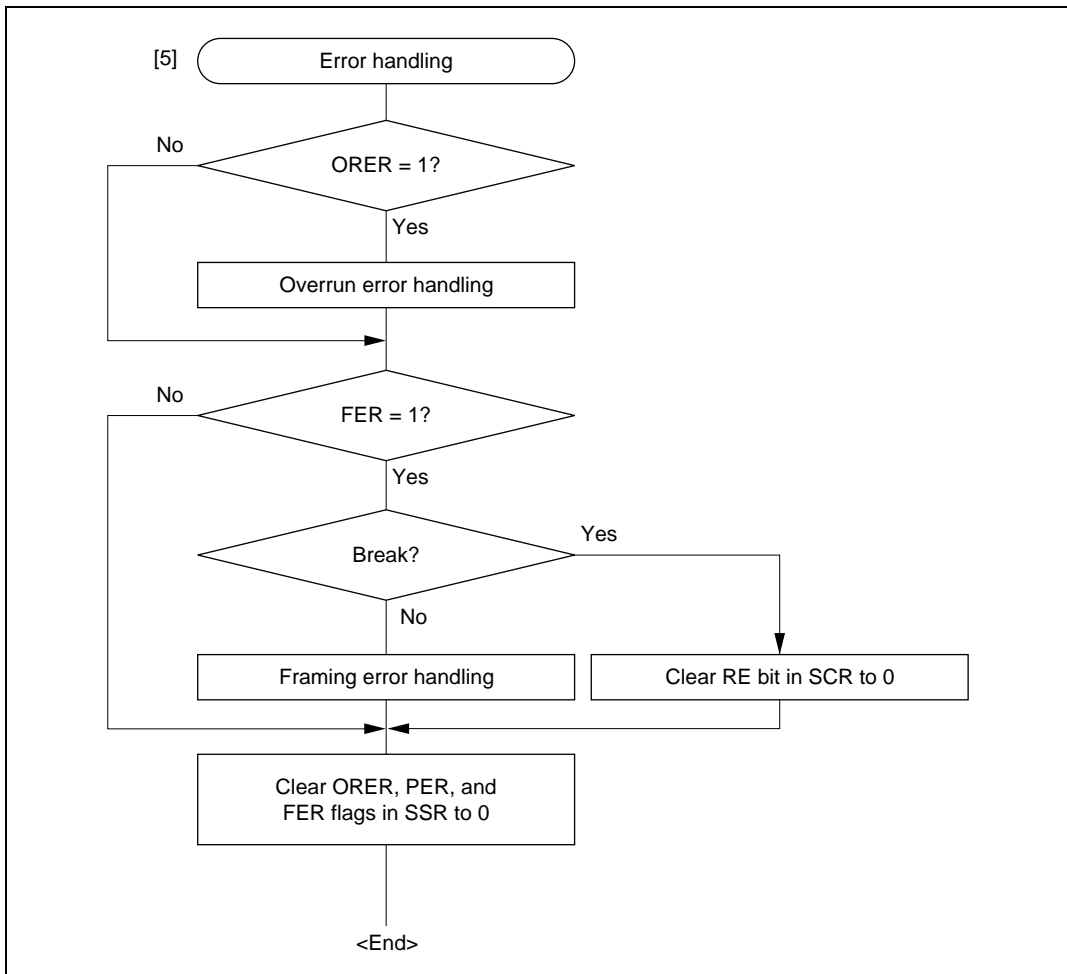 [5] Error handling
No
ORER = 1?
Yes
Overrun error handling
No
FER = 1?
Yes
Break?
Yes
No
Framing error handling
Clear RE bit in SCR to 0
Clear ORER, PER, and
FER flags in SSR to 0
<End>